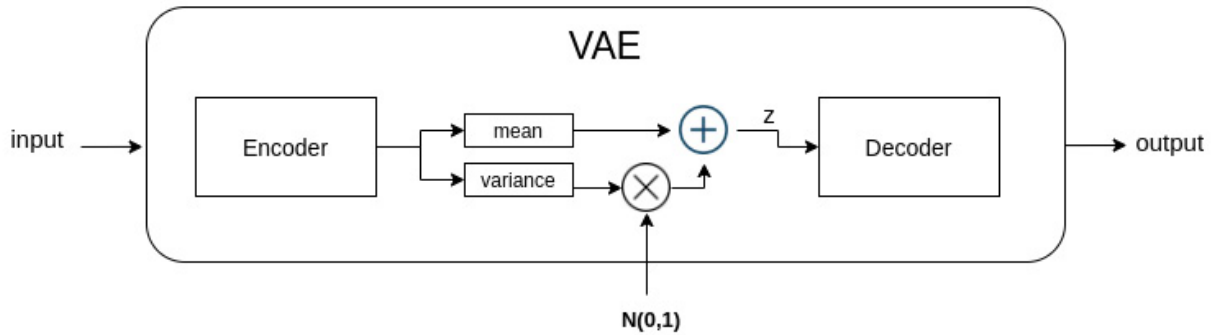 VAE
input
Encoder
mean
variance
z
Decoder
output
N(0,1)